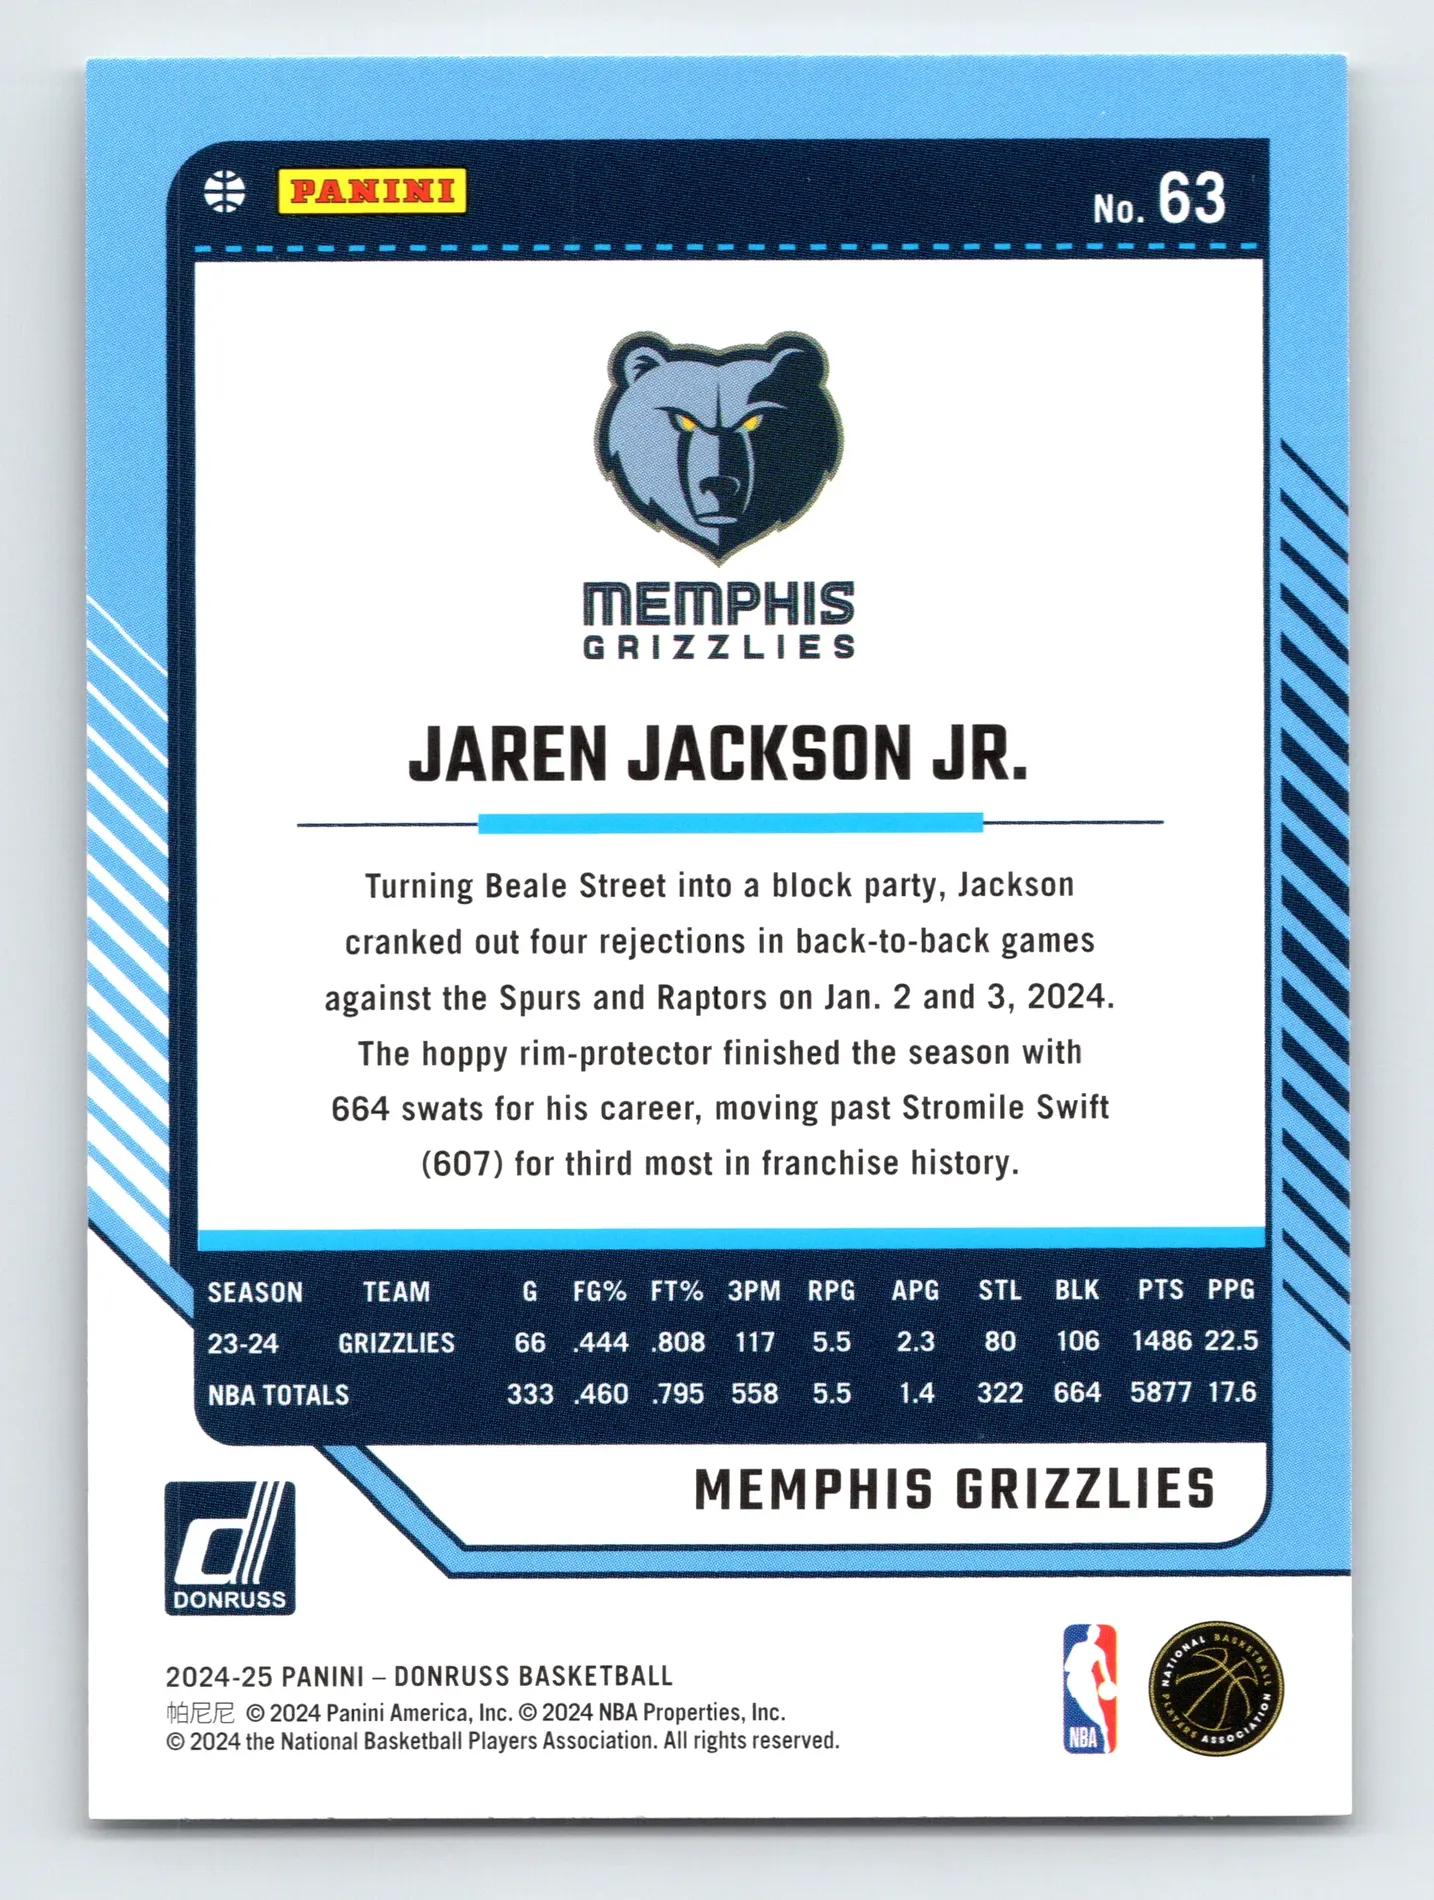 PANINI
No. 63
MEMPHIS
GRIZZLIES
JAREN JACKSON JR.
Turning Beale Street into a block party, Jackson
cranked out four rejections in back-to-back games
against the Spurs and Raptors on Jan. 2 and 3, 2024.
The hoppy rim-protector finished the season with
664 swats for his career, moving past Stromile Swift
(607) for third most in franchise history.
SEASON TEAM G FG% FT% 3PM RPG APG STL BLK PTS PPG
23-24 GRIZZLIES 66 .444 .808 117 5.5 2.3 80 106 1486 22.5
NBA TOTALS 333 .460 .795 558 5.5 1.4 322 664 5877 17.6
MEMPHIS GRIZZLIES
d
DONRUSS
2024-25 PANINI – DONRUSS BASKETBALL
帕尼尼 © 2024 Panini America, Inc. © 2024 NBA Properties, Inc.
© 2024 the National Basketball Players Association. All rights reserved.
NBA
NATIONAL BASKETBALL PLAYERS ASSOCIATION